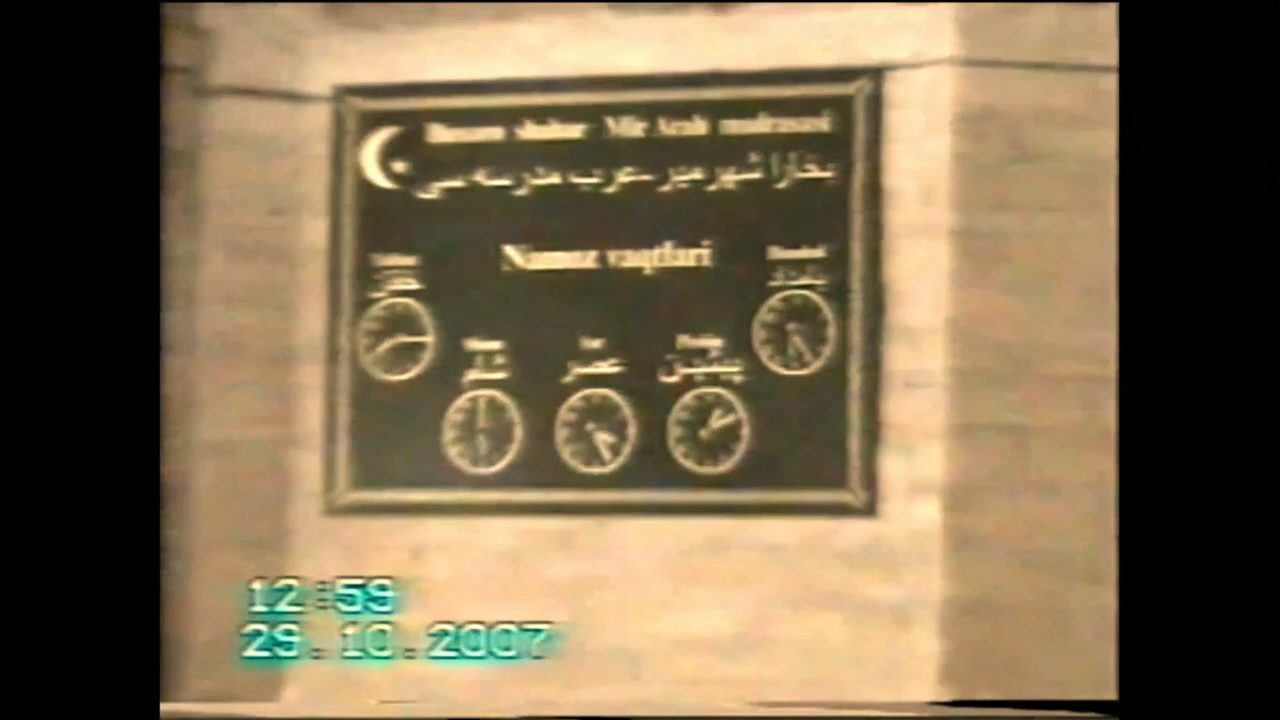 Buxoro shahar Mir Arab madrasasi
بخارا شهر میر عرب مدرسه سی
Namoz vaqtlari
شام
عصر
پیشین
12:59
29.10.2007